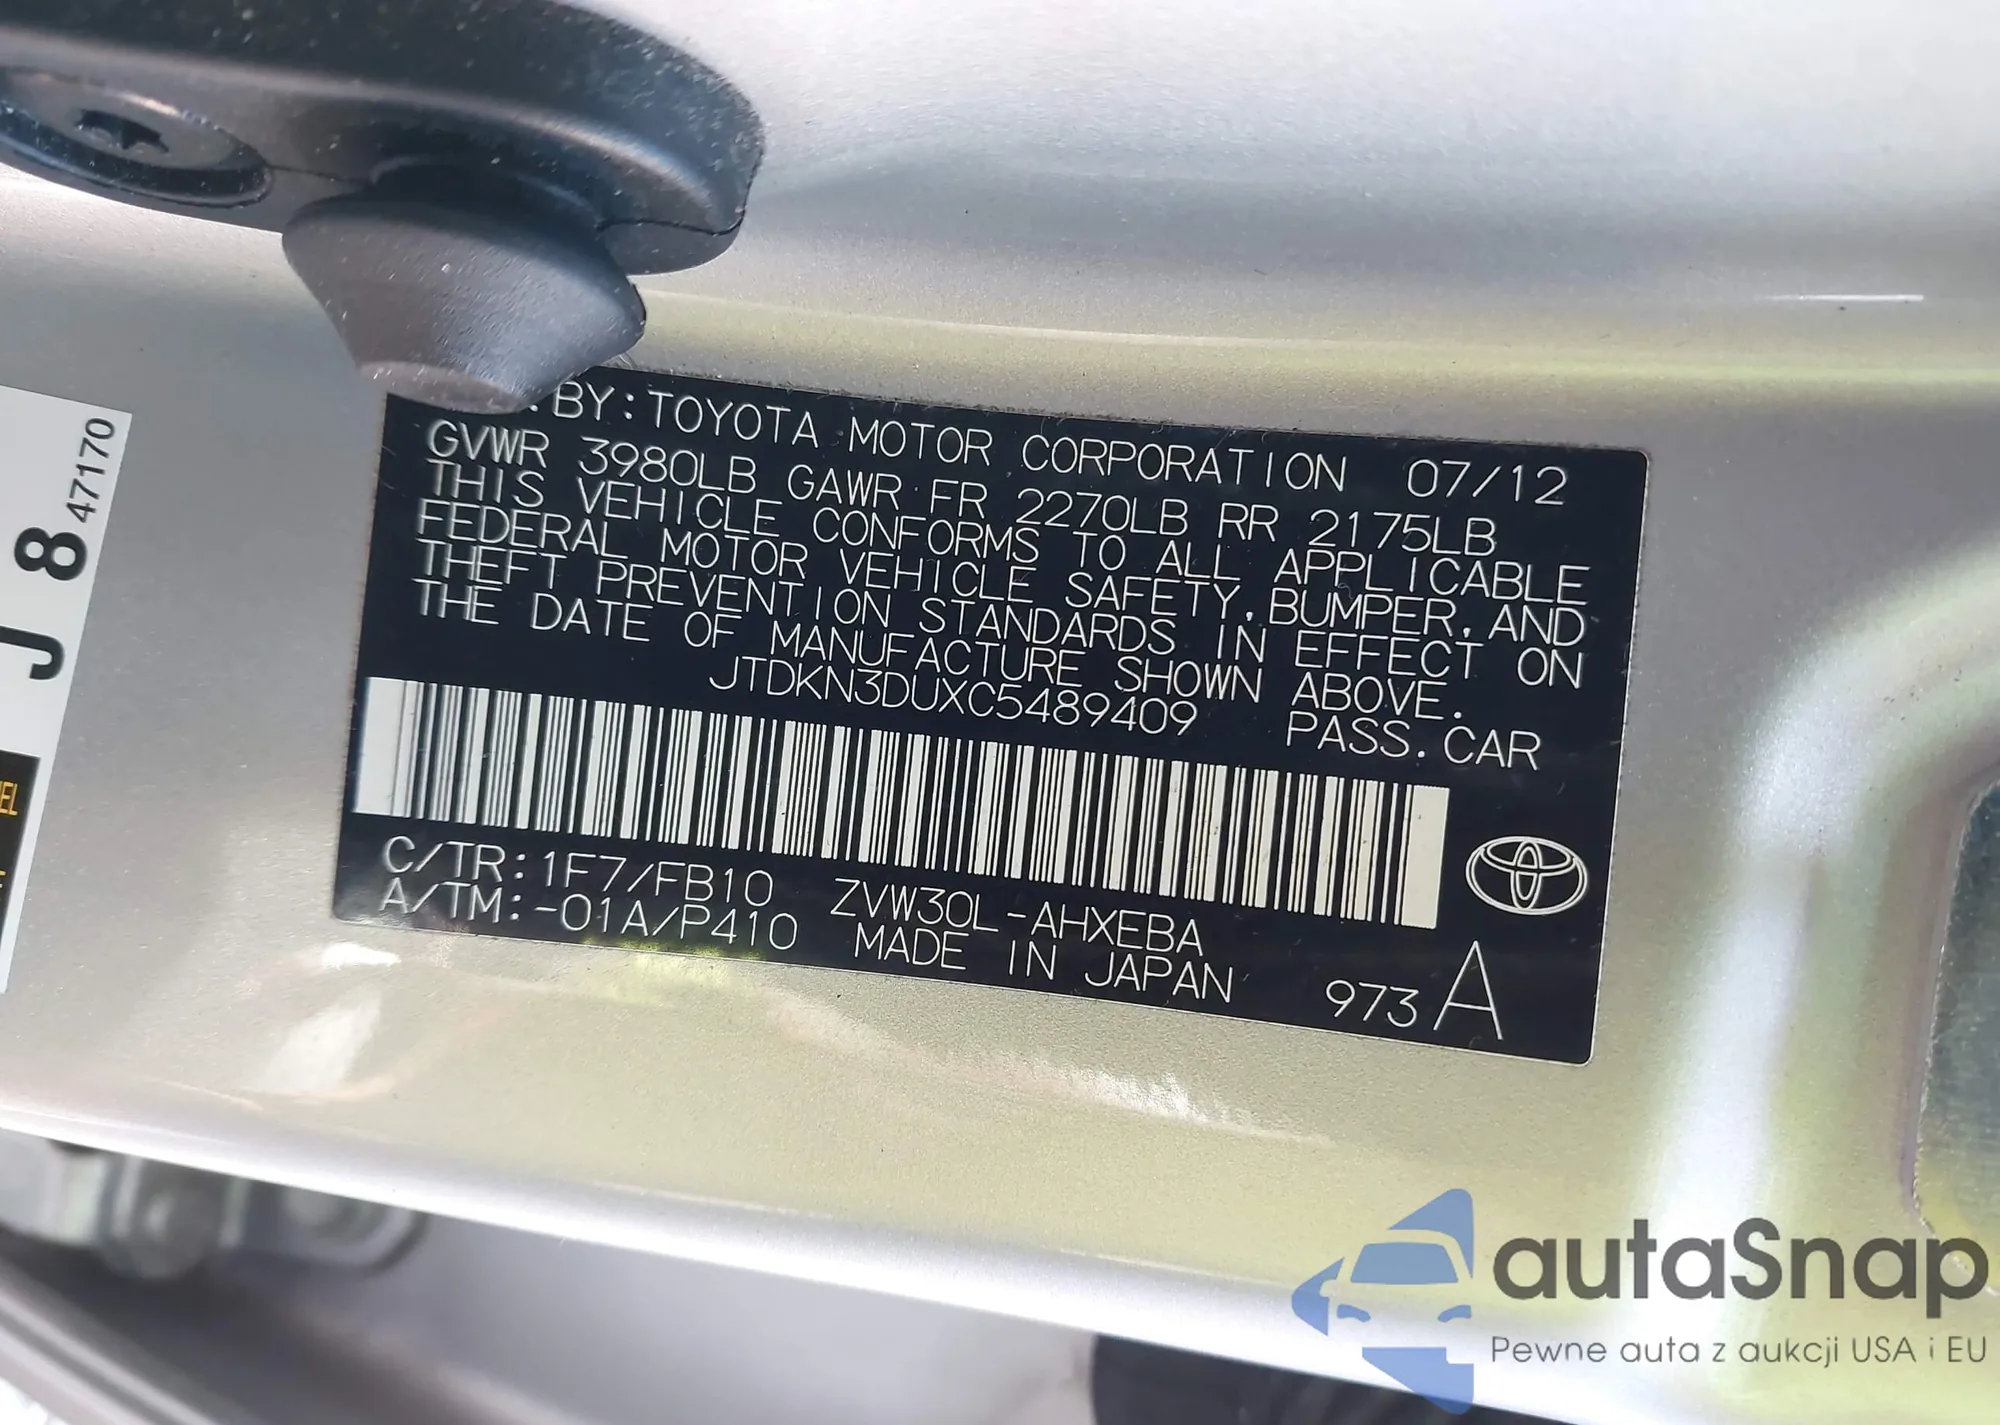 BY: TOYOTA MOTOR CORPORATION 07/12
GVWR 3980LB GAWR FR 2270LB RR 2175LB
THIS VEHICLE CONFORMS TO ALL APPLICABLE
FEDERAL MOTOR VEHICLE SAFETY, BUMPER, AND
THEFT PREVENTION STANDARDS IN EFFECT ON
THE DATE OF MANUFACTURE SHOWN ABOVE.
JTDKN3DUXC5489409 PASS. CAR
C/TR: 1F7/FB10 ZVW30L-AHXEBA
A/TM: -01A/P410 MADE IN JAPAN 973 A
J 8 47170
autaSnap
Pewne auta z aukcji USA i EU